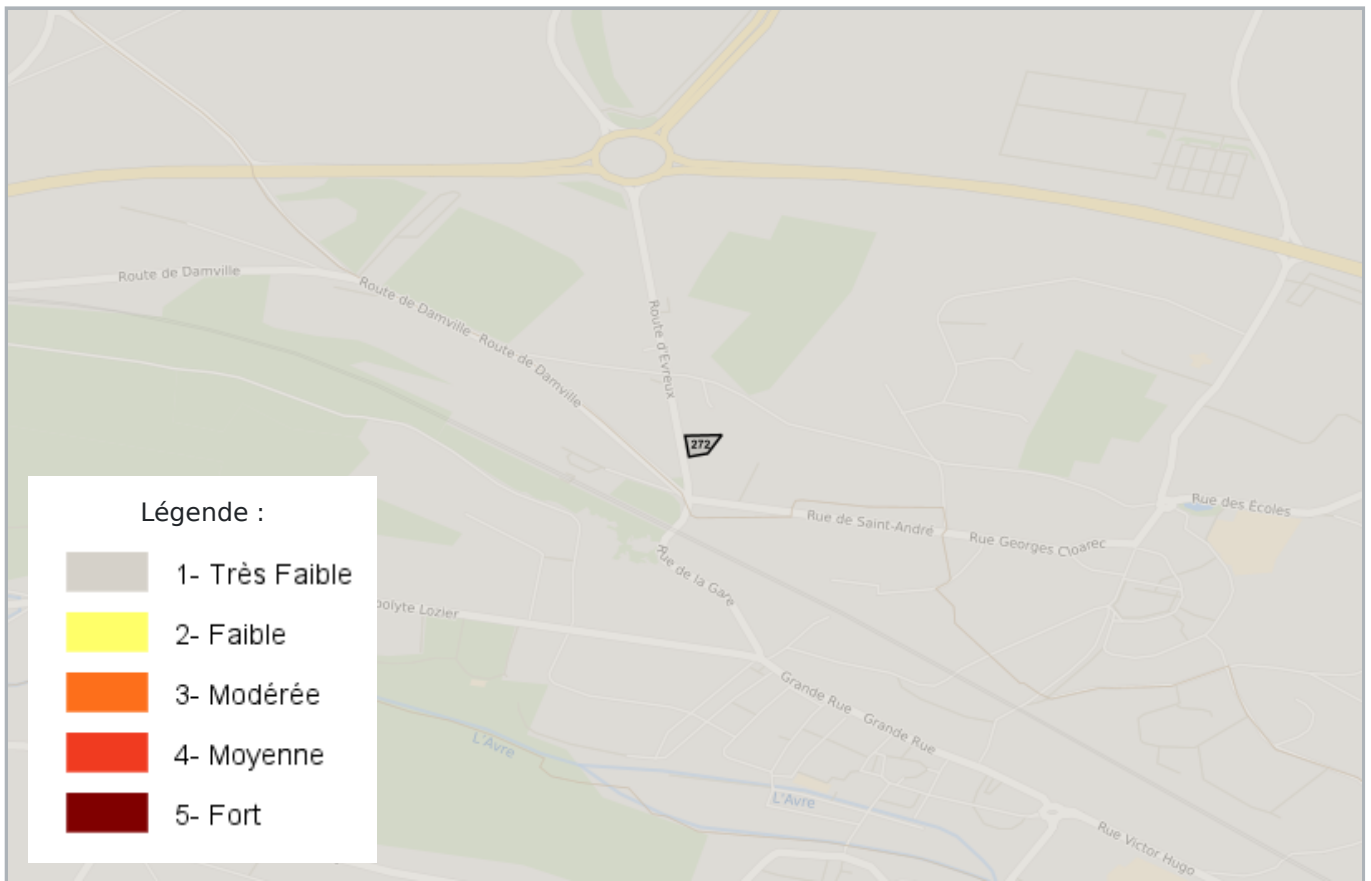 Route de Damville
Route de Damville
Route de Damville
Route d'Evreux
272
Rue de Saint-André
Rue Georges Cloarec
Rue des Écoles
Rue de la Gare
polyte Lozier
Grande Rue
Grande Rue
L'Avre
L'Avre
Rue Victor Hugo
Légende :
1- Très Faible
2- Faible
3- Modérée
4- Moyenne
5- Fort